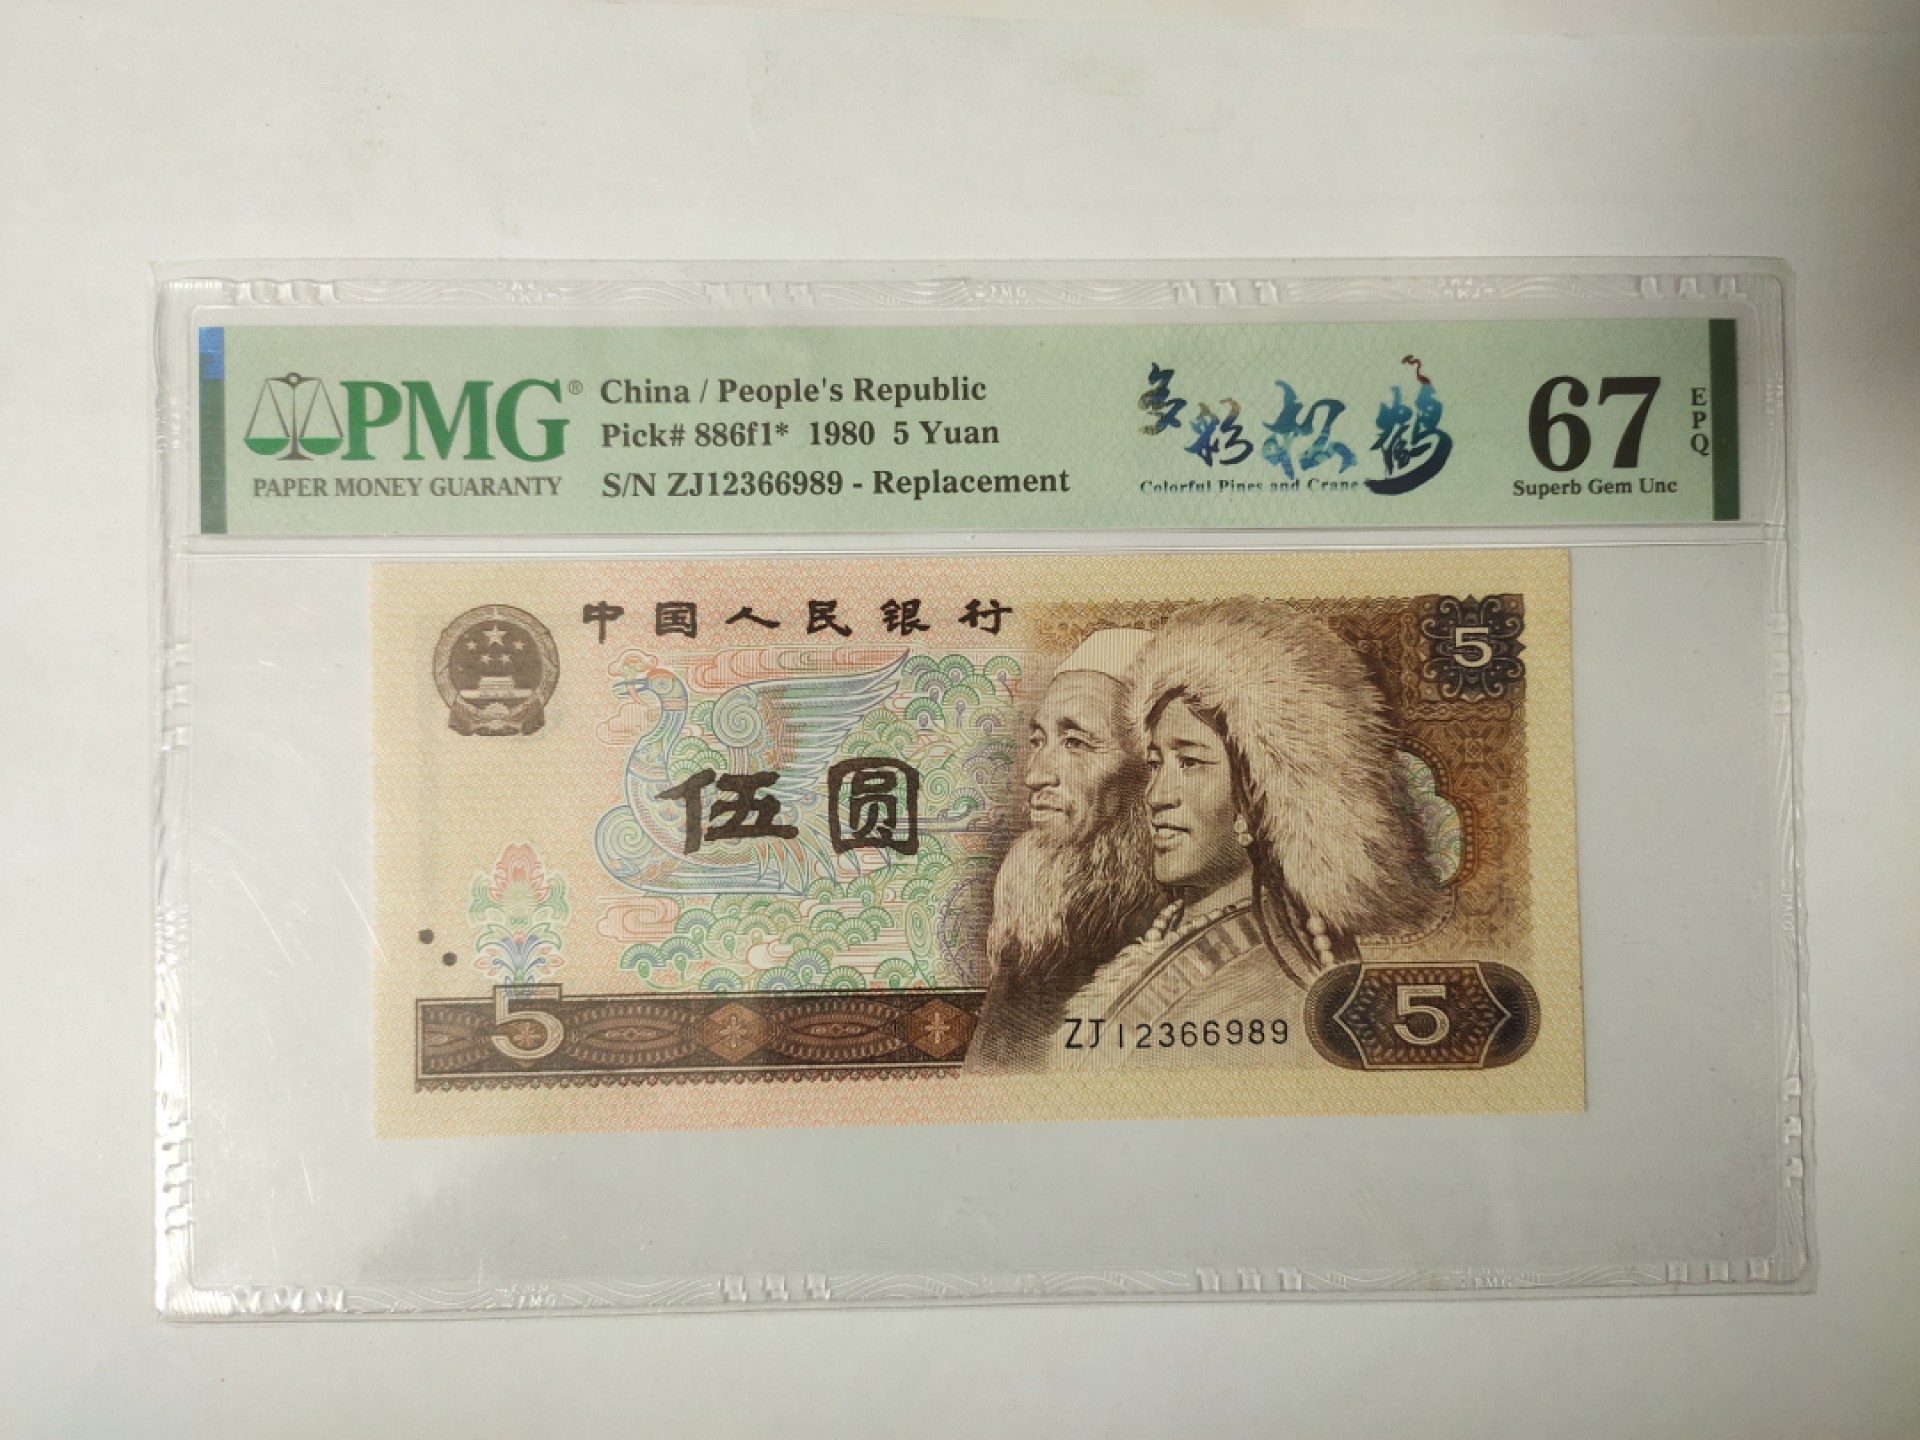 PMG®
PAPER MONEY GUARANTY
China / People's Republic
Pick# 886f1* 1980 5 Yuan
S/N ZJ12366989 - Replacement
多彩松鹤
Colorful Pines and Crane
67
EPQ
Superb Gem Unc
中国人民银行
5
伍圆
5
ZJ12366989
5